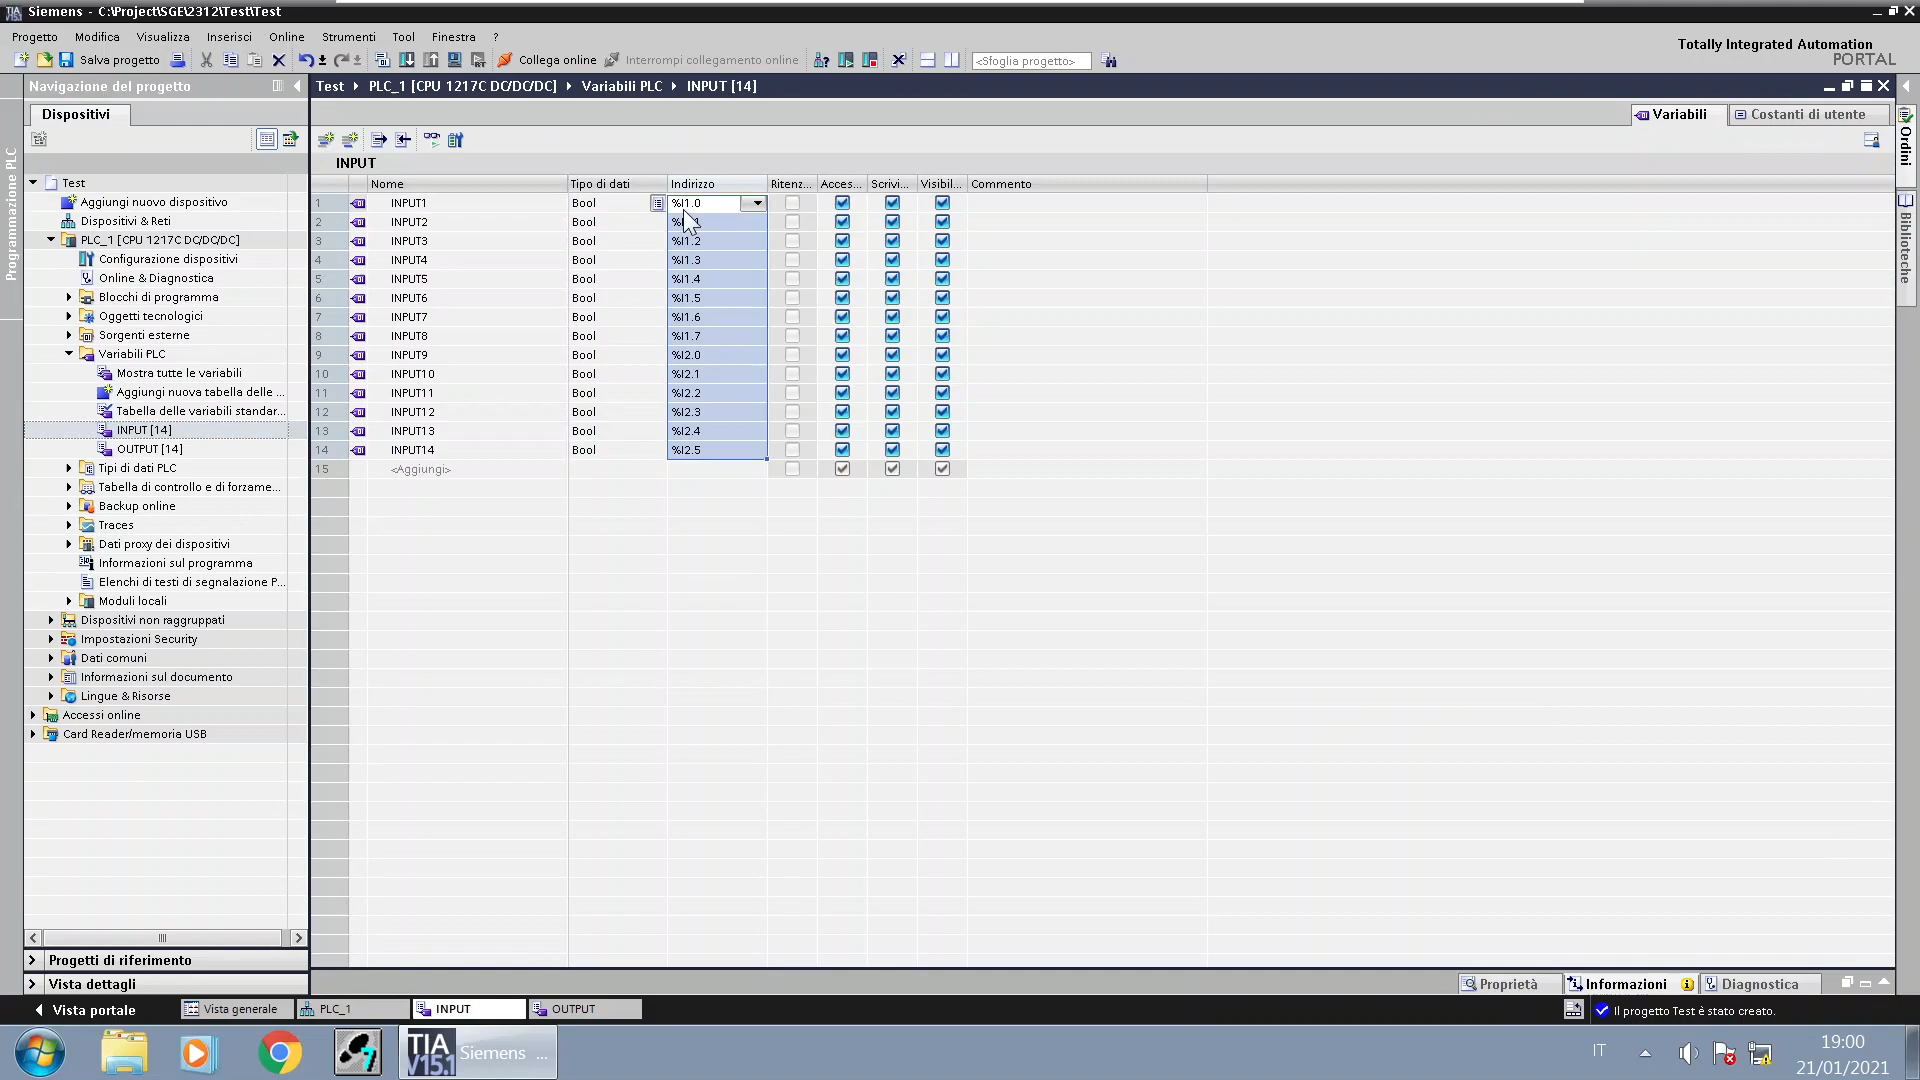 Siemens - C:\Project\SGE\2312\Test\Test
Progetto Modifica Visualizza Inserisci Online Strumenti Tool Finestra ?
Totally Integrated Automation
PORTAL
Salva progetto Collega online Interrompi collegamento online <Sfoglia progetto>
Navigazione del progetto
Test PLC_1 [CPU 1217C DC/DC/DC] Variabili PLC INPUT [14]
Dispositivi
Variabili Costanti di utente
Programmazione PLC
Ordini
Biblioteche
INPUT
Nome Tipo di dati Indirizzo Ritenz... Acces... Scrivi... Visibil... Commento
1 INPUT1 Bool %I1.0
2 INPUT2 Bool
3 INPUT3 Bool %I1.2
4 INPUT4 Bool %I1.3
5 INPUT5 Bool %I1.4
6 INPUT6 Bool %I1.5
7 INPUT7 Bool %I1.6
8 INPUT8 Bool %I1.7
9 INPUT9 Bool %I2.0
10 INPUT10 Bool %I2.1
11 INPUT11 Bool %I2.2
12 INPUT12 Bool %I2.3
13 INPUT13 Bool %I2.4
14 INPUT14 Bool %I2.5
15 <Aggiungi>
Test
Aggiungi nuovo dispositivo
Dispositivi & Reti
PLC_1 [CPU 1217C DC/DC/DC]
Configurazione dispositivi
Online & Diagnostica
Blocchi di programma
Oggetti tecnologici
Sorgenti esterne
Variabili PLC
Mostra tutte le variabili
Aggiungi nuova tabella delle ...
Tabella delle variabili standar...
INPUT [14]
OUTPUT [14]
Tipi di dati PLC
Tabella di controllo e di forzame...
Backup online
Traces
Dati proxy dei dispositivi
Informazioni sul programma
Elenchi di testi di segnalazione P...
Moduli locali
Dispositivi non raggruppati
Impostazioni Security
Dati comuni
Informazioni sul documento
Lingue & Risorse
Accessi online
Card Reader/memoria USB
Progetti di riferimento
Vista dettagli
Proprietà Informazioni Diagnostica
Vista portale Vista generale PLC_1 INPUT OUTPUT
Il progetto Test è stato creato.
TIA
V15.1
Siemens ...
IT
19:00
21/01/2021